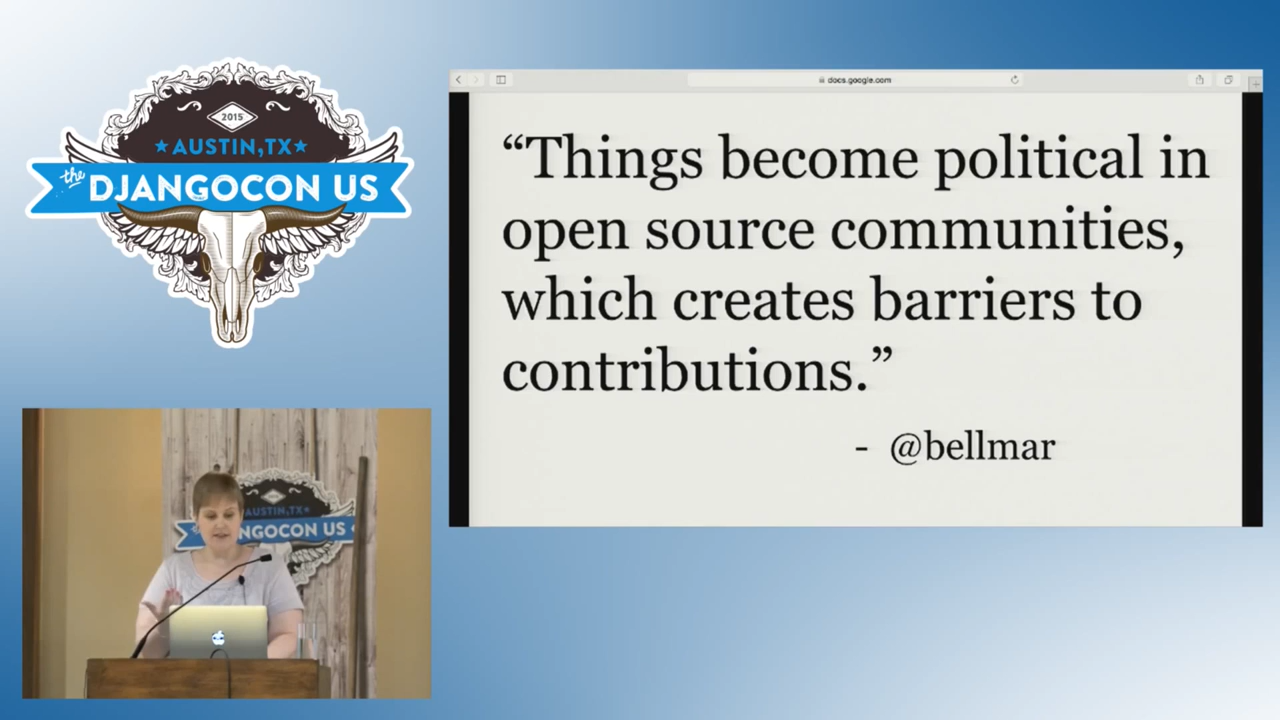 2015
AUSTIN,TX
the DJANGOCON US
docs.google.com
“Things become political in
open source communities,
which creates barriers to
contributions.”
- @bellmar
AUSTIN,TX
NGOCON US